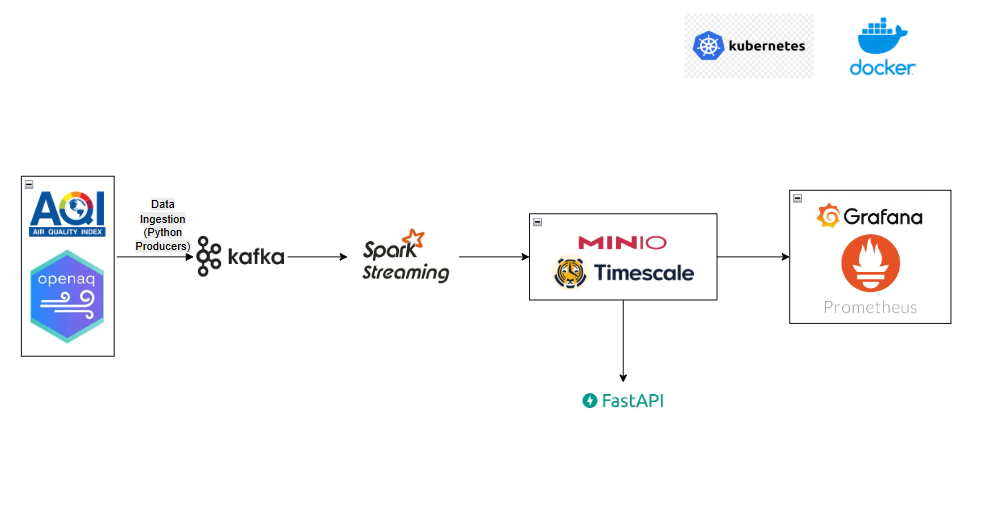 kubernetes
docker
AQI
AIR QUALITY INDEX
openaq
Data
Ingestion
(Python
Producers)
kafka
Spark
Streaming
MINIO
Timescale
Grafana
Prometheus
FastAPI